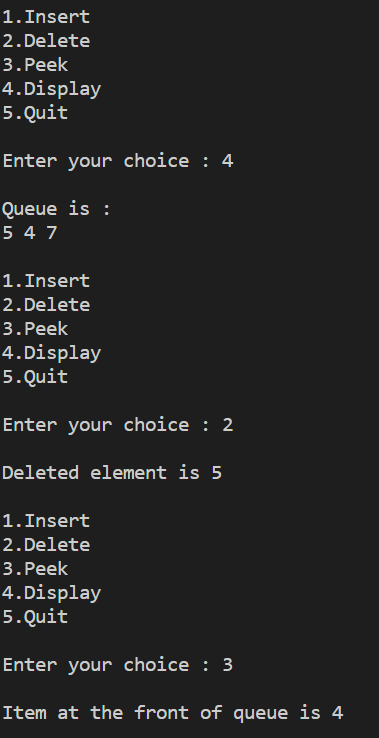 1.Insert
2.Delete
3.Peek
4.Display
5.Quit
Enter your choice : 4
Queue is :
5 4 7
1.Insert
2.Delete
3.Peek
4.Display
5.Quit
Enter your choice : 2
Deleted element is 5
1.Insert
2.Delete
3.Peek
4.Display
5.Quit
Enter your choice : 3
Item at the front of queue is 4